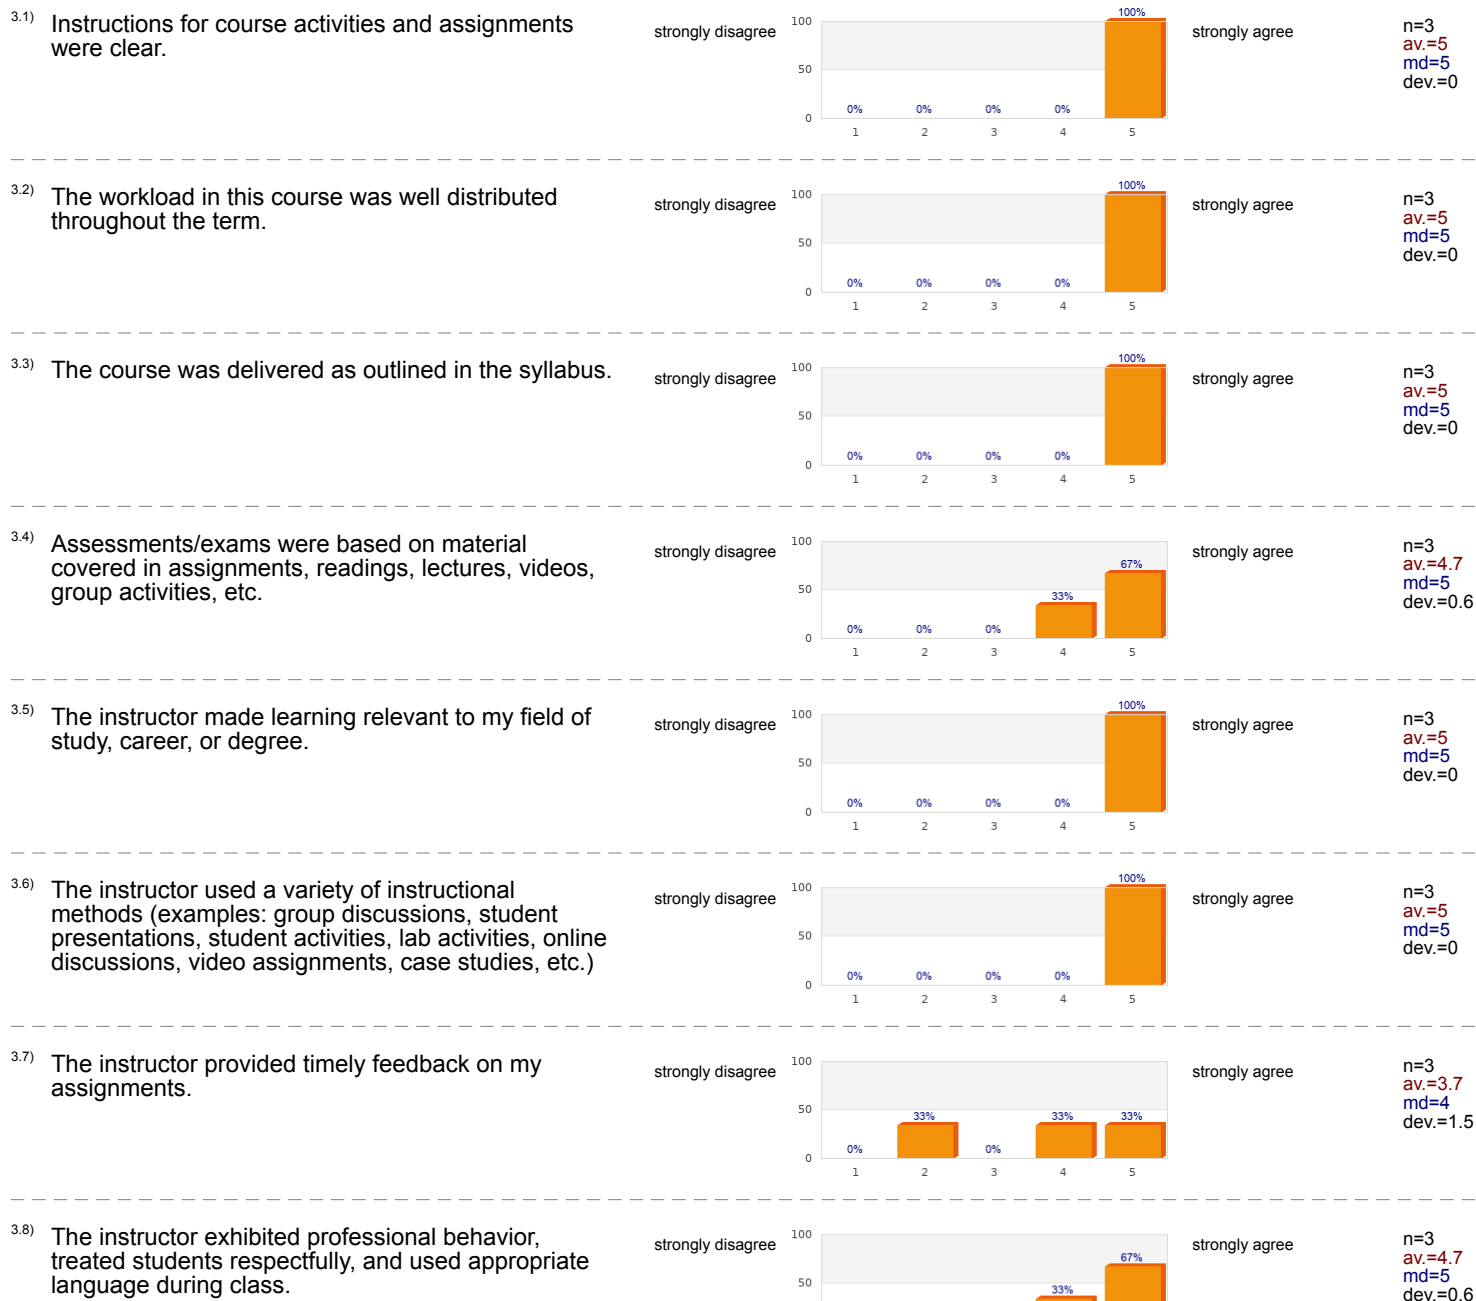 3.1) Instructions for course activities and assignments
were clear.
strongly disagree
100
50
0
0% 0% 0% 0% 100%
1 2 3 4 5
strongly agree
n=3
av.=5
md=5
dev.=0
3.2) The workload in this course was well distributed
throughout the term.
strongly disagree
100
50
0
0% 0% 0% 0% 100%
1 2 3 4 5
strongly agree
n=3
av.=5
md=5
dev.=0
3.3) The course was delivered as outlined in the syllabus.
strongly disagree
100
50
0
0% 0% 0% 0% 100%
1 2 3 4 5
strongly agree
n=3
av.=5
md=5
dev.=0
3.4) Assessments/exams were based on material
covered in assignments, readings, lectures, videos,
group activities, etc.
strongly disagree
100
50
0
0% 0% 0% 33% 67%
1 2 3 4 5
strongly agree
n=3
av.=4.7
md=5
dev.=0.6
3.5) The instructor made learning relevant to my field of
study, career, or degree.
strongly disagree
100
50
0
0% 0% 0% 0% 100%
1 2 3 4 5
strongly agree
n=3
av.=5
md=5
dev.=0
3.6) The instructor used a variety of instructional
methods (examples: group discussions, student
presentations, student activities, lab activities, online
discussions, video assignments, case studies, etc.)
strongly disagree
100
50
0
0% 0% 0% 0% 100%
1 2 3 4 5
strongly agree
n=3
av.=5
md=5
dev.=0
3.7) The instructor provided timely feedback on my
assignments.
strongly disagree
100
50
0
0% 33% 0% 33% 33%
1 2 3 4 5
strongly agree
n=3
av.=3.7
md=4
dev.=1.5
3.8) The instructor exhibited professional behavior,
treated students respectfully, and used appropriate
language during class.
strongly disagree
100
50
33% 67%
strongly agree
n=3
av.=4.7
md=5
dev.=0.6